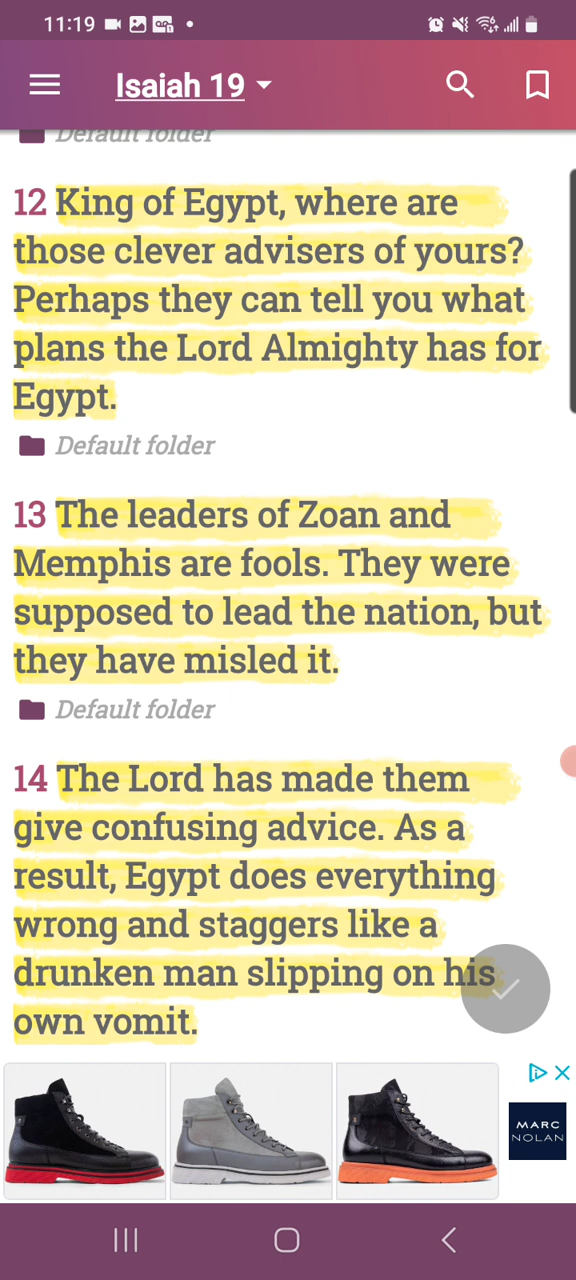 11:19
Isaiah 19
Default folder
12 King of Egypt, where are
those clever advisers of yours?
Perhaps they can tell you what
plans the Lord Almighty has for
Egypt.
Default folder
13 The leaders of Zoan and
Memphis are fools. They were
supposed to lead the nation, but
they have misled it.
Default folder
14 The Lord has made them
give confusing advice. As a
result, Egypt does everything
wrong and staggers like a
drunken man slipping on his
own vomit.
MARC
NOLAN